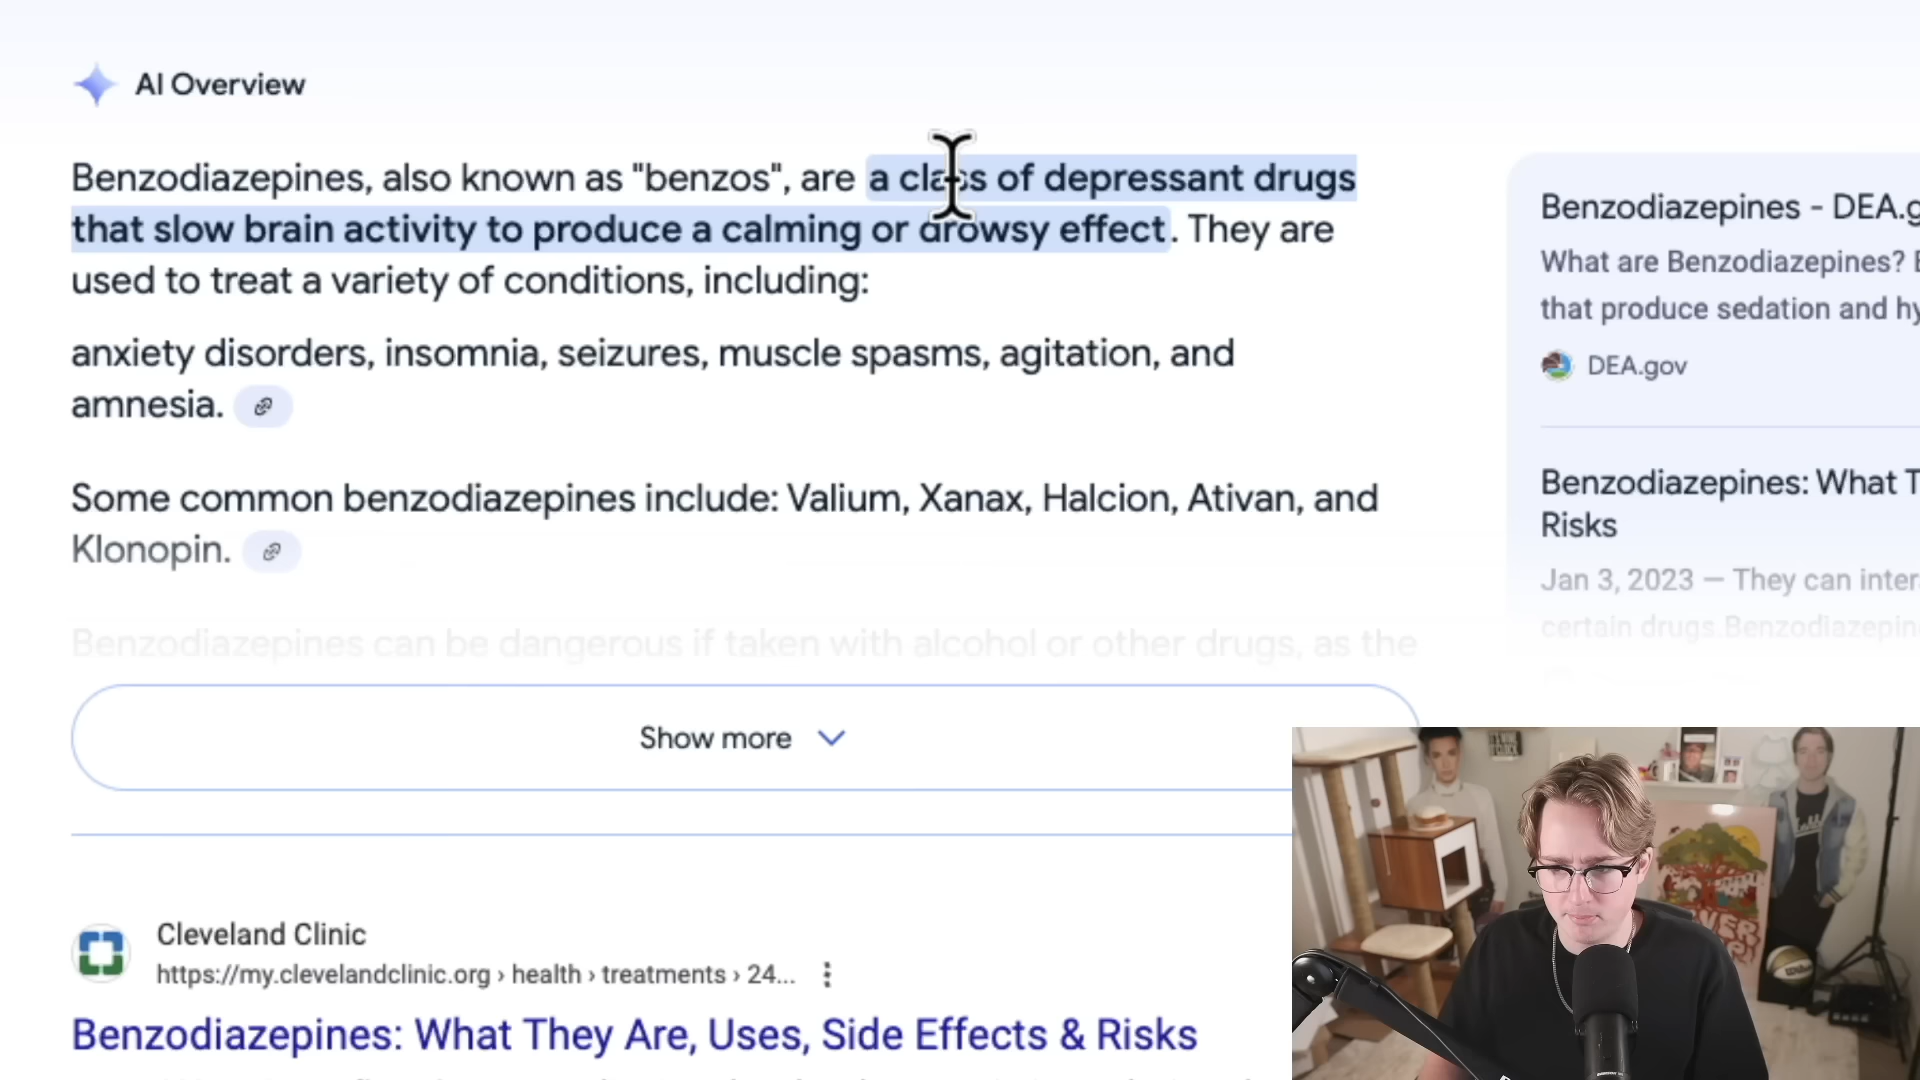 AI Overview
Benzodiazepines, also known as "benzos", are a class of depressant drugs
that slow brain activity to produce a calming or drowsy effect. They are
used to treat a variety of conditions, including:
anxiety disorders, insomnia, seizures, muscle spasms, agitation, and
amnesia.
Some common benzodiazepines include: Valium, Xanax, Halcion, Ativan, and
Klonopin.
Benzodiazepines can be dangerous if taken with alcohol or other drugs, as the
Show more
Cleveland Clinic
https://my.clevelandclinic.org › health › treatments › 24...
Benzodiazepines: What They Are, Uses, Side Effects & Risks
Benzodiazepines - DEA.g
What are Benzodiazepines?
that produce sedation and hy
DEA.gov
Benzodiazepines: What T
Risks
Jan 3, 2023 — They can inter
certain drugs.Benzodiazepin